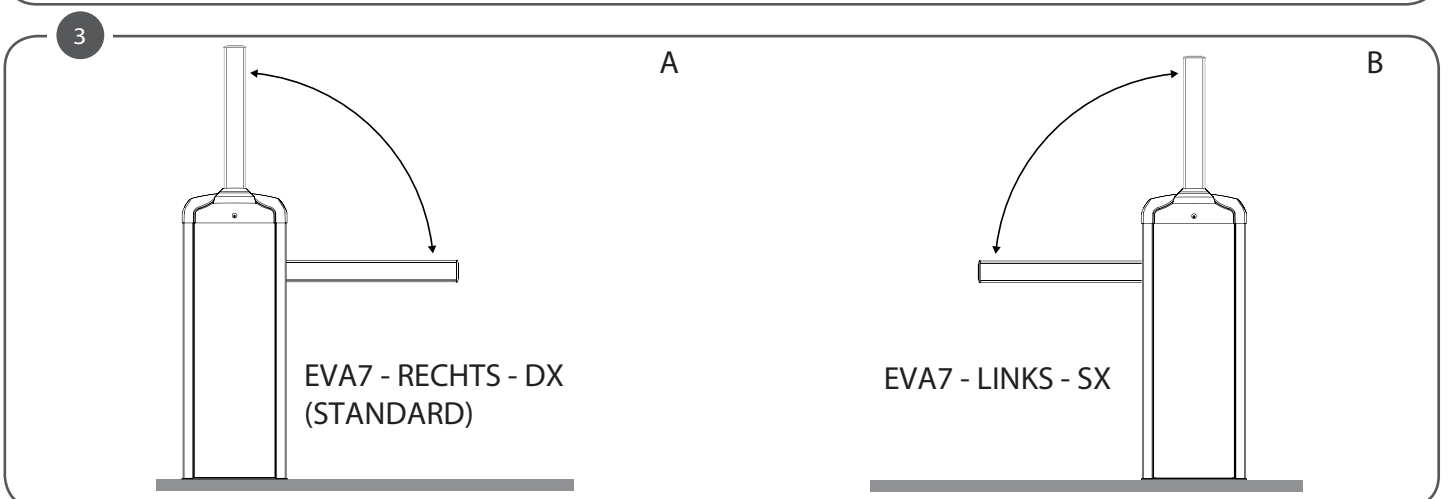 3
A
EVA7 - RECHTS - DX
(STANDARD)
B
EVA7 - LINKS - SX